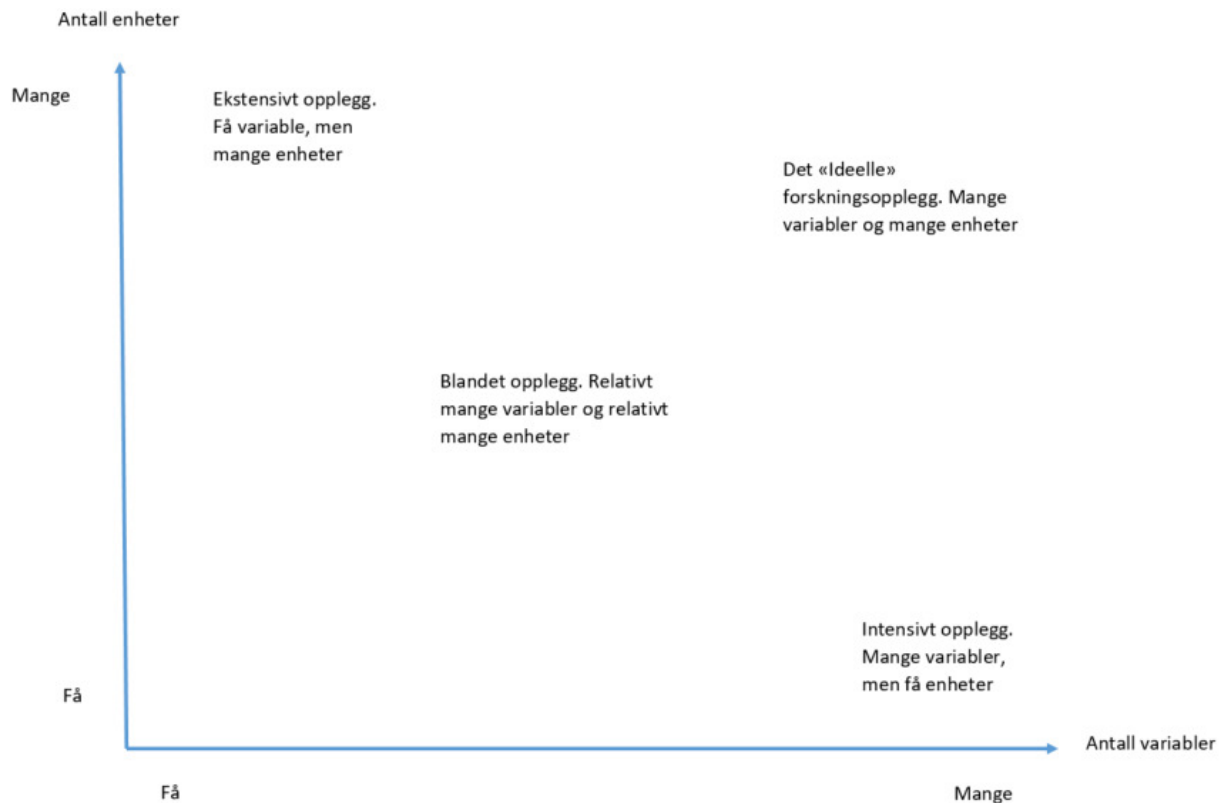 Antall enheter
Mange
Ekstensivt opplegg.
Få variable, men
mange enheter
Det «Ideelle»
forskningsopplegg. Mange
variabler og mange enheter
Blandet opplegg. Relativt
mange variabler og relativt
mange enheter
Intensivt opplegg.
Mange variabler,
men få enheter
Få
Antall variabler
Få
Mange